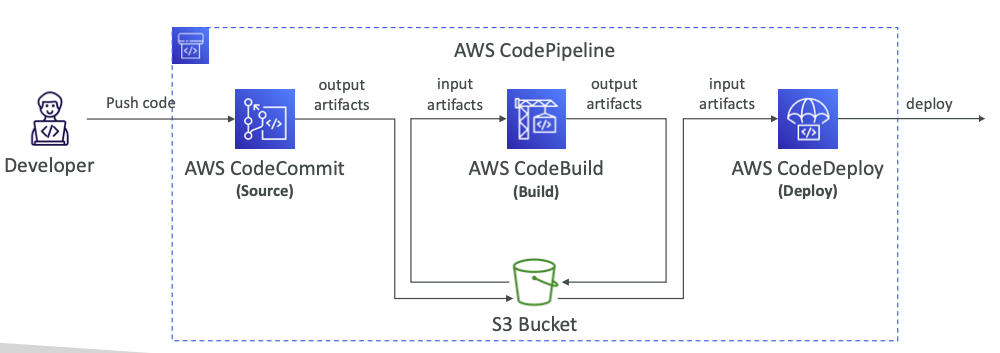 AWS CodePipeline
output
artifacts
input
artifacts
output
artifacts
input
artifacts
Push code
deploy
Developer
AWS CodeCommit
(Source)
AWS CodeBuild
(Build)
AWS CodeDeploy
(Deploy)
S3 Bucket